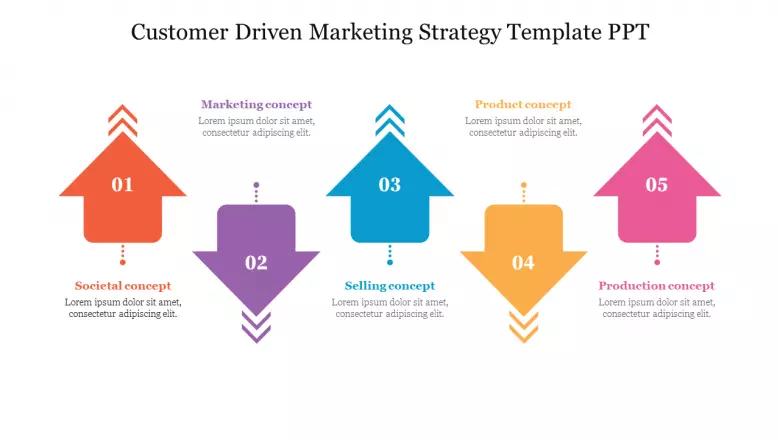 Customer Driven Marketing Strategy Template PPT
01
Societal concept
Lorem ipsum dolor sit amet,
consectetur adipiscing elit.
Marketing concept
Lorem ipsum dolor sit amet,
consectetur adipiscing elit.
02
03
Selling concept
Lorem ipsum dolor sit amet,
consectetur adipiscing elit.
Product concept
Lorem ipsum dolor sit amet,
consectetur adipiscing elit.
04
05
Production concept
Lorem ipsum dolor sit amet,
consectetur adipiscing elit.